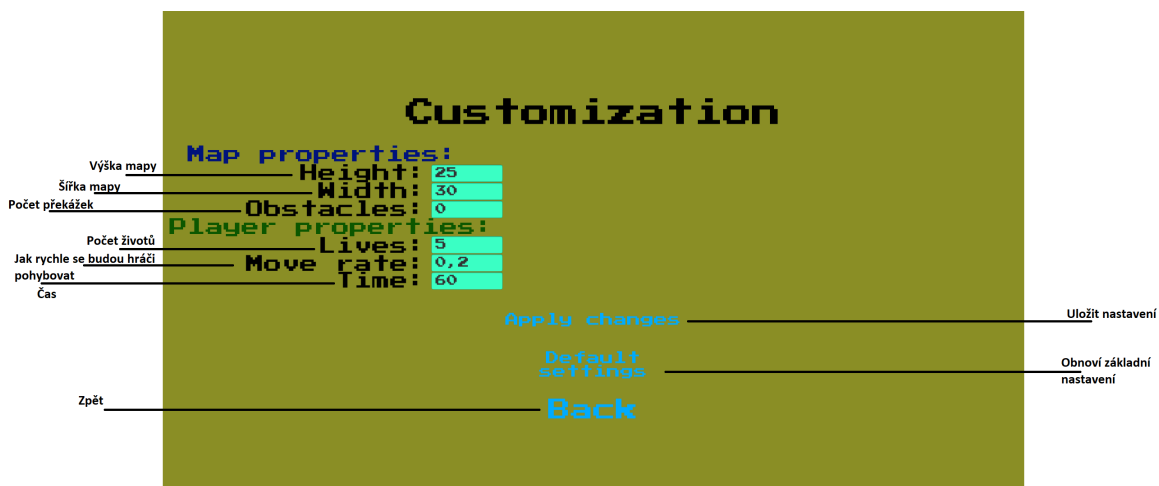 Customization
Map properties:
Výška mapy
Height: 25
Šířka mapy
Width: 30
Počet překážek
Obstacles: 0
Player properties:
Počet životů
Lives: 5
Jak rychle se budou hráči
pohybovat
Move rate: 0,2
Čas
Time: 60
Apply changes
Uložit nastavení
Default
settings
Obnoví základní
nastavení
Zpět
Back